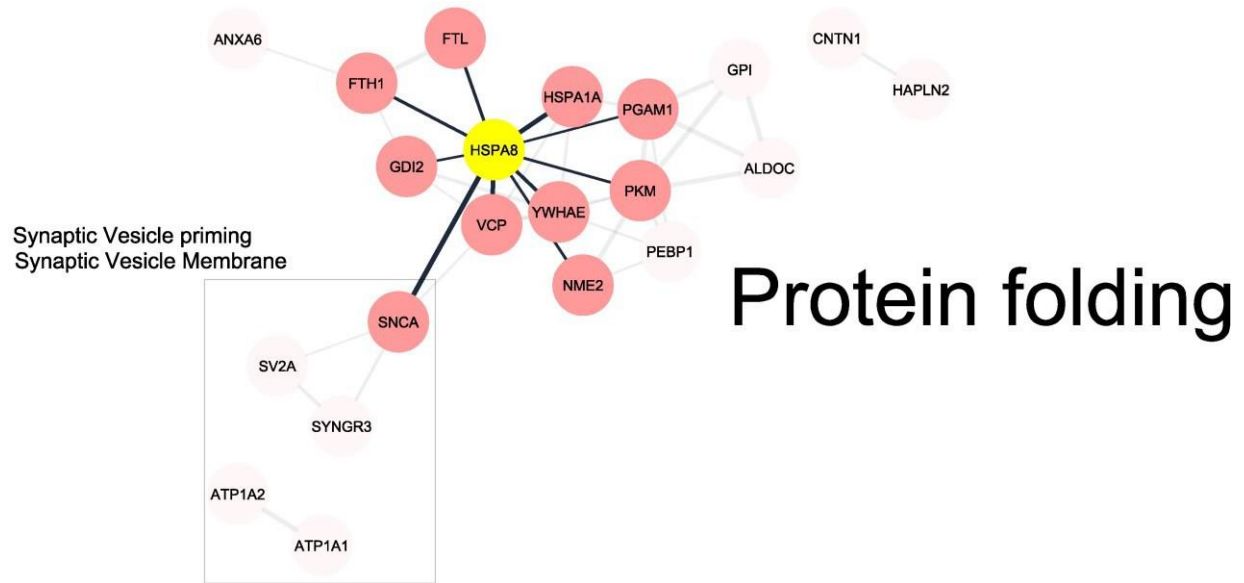 ANXA6
FTL
CNTN1
FTH1
HSPA1A
PGAM1
GPI
HAPLN2
HSPA8
GDI2
ALDOC
PKM
VCP
YWHAE
Synaptic Vesicle priming
Synaptic Vesicle Membrane
PEBP1
NME2
Protein folding
SNCA
SV2A
SYNGR3
ATP1A2
ATP1A1